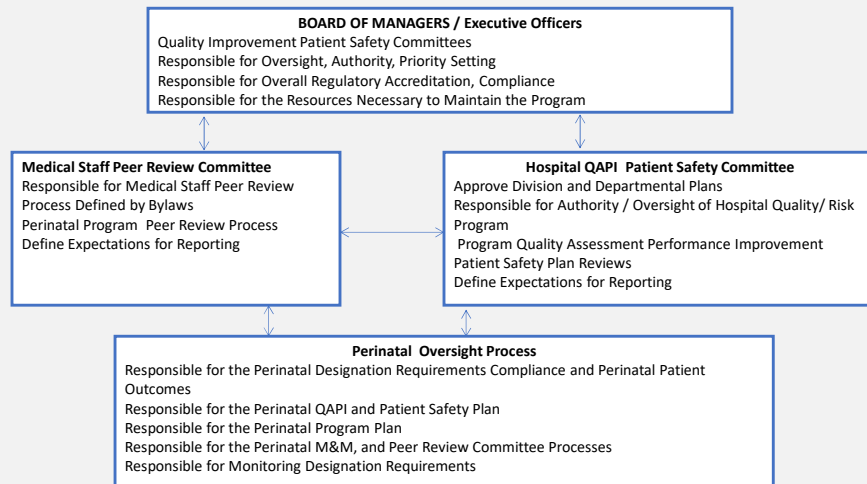 BOARD OF MANAGERS / Executive Officers
Quality Improvement Patient Safety Committees
Responsible for Oversight, Authority, Priority Setting
Responsible for Overall Regulatory Accreditation, Compliance
Responsible for the Resources Necessary to Maintain the Program
Medical Staff Peer Review Committee
Responsible for Medical Staff Peer Review
Process Defined by Bylaws
Perinatal Program Peer Review Process
Define Expectations for Reporting
Hospital QAPI Patient Safety Committee
Approve Division and Departmental Plans
Responsible for Authority / Oversight of Hospital Quality/ Risk
Program
Program Quality Assessment Performance Improvement
Patient Safety Plan Reviews
Define Expectations for Reporting
Perinatal Oversight Process
Responsible for the Perinatal Designation Requirements Compliance and Perinatal Patient
Outcomes
Responsible for the Perinatal QAPI and Patient Safety Plan
Responsible for the Perinatal Program Plan
Responsible for the Perinatal M&M, and Peer Review Committee Processes
Responsible for Monitoring Designation Requirements